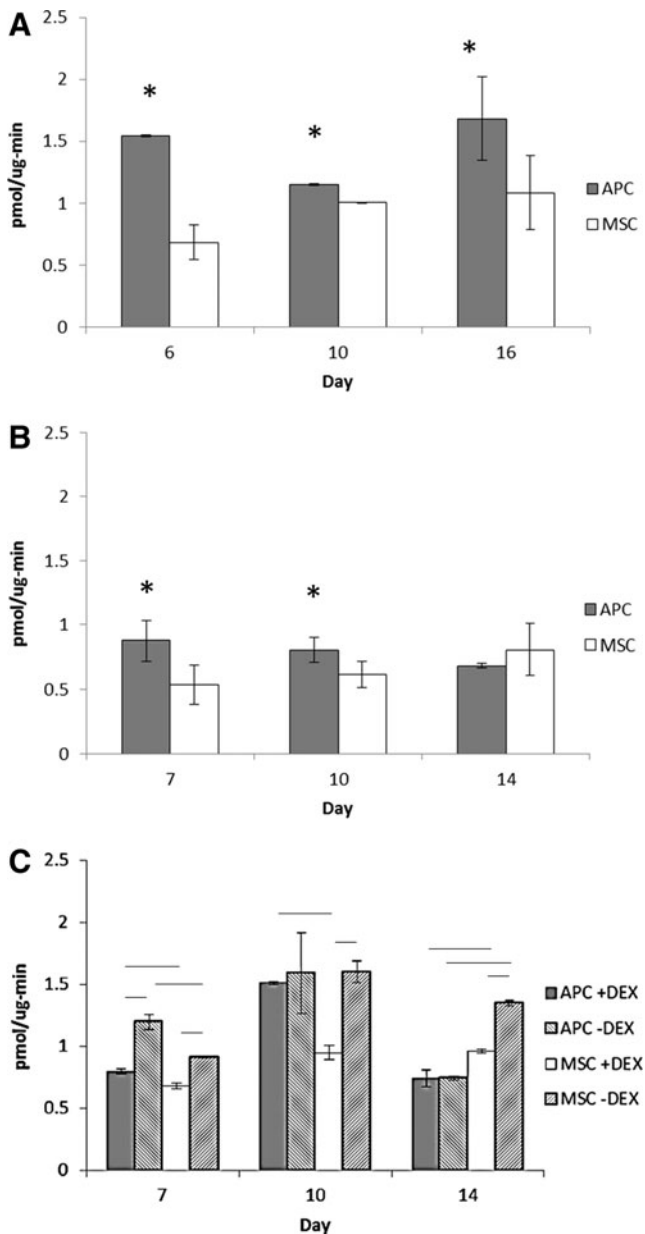 A
2.5
2
1.5
1
0.5
0
pmol/ug-min
*
*
*
APC
MSC
6 10 16
Day
B
2.5
2
1.5
1
0.5
0
pmol/ug-min
*
*
APC
MSC
7 10 14
Day
C
2.5
2
1.5
1
0.5
0
pmol/ug-min
APC +DEX
APC -DEX
MSC +DEX
MSC -DEX
7 10 14
Day